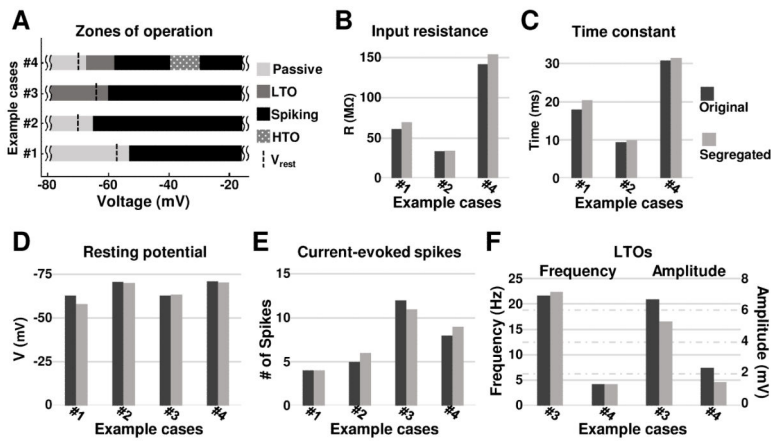 A
Zones of operation
Example cases
#4
#3
#2
#1
-80
-60
-40
-20
Voltage (mV)
Passive
LTO
Spiking
HTO
Vrest
B
Input resistance
R (MΩ)
150
100
50
0
#1
#2
#4
Example cases
C
Time constant
Time (ms)
30
20
10
0
#1
#2
#4
Example cases
Original
Segregated
D
Resting potential
V (mV)
-75
-50
-25
0
#1
#2
#3
#4
Example cases
E
Current-evoked spikes
# of Spikes
15
10
5
0
#1
#2
#3
#4
Example cases
F
LTOs
Frequency
Amplitude
Frequency (Hz)
25
20
15
10
5
0
8
6
4
2
0
Amplitude (mV)
#3
#4
#3
#4
Example cases